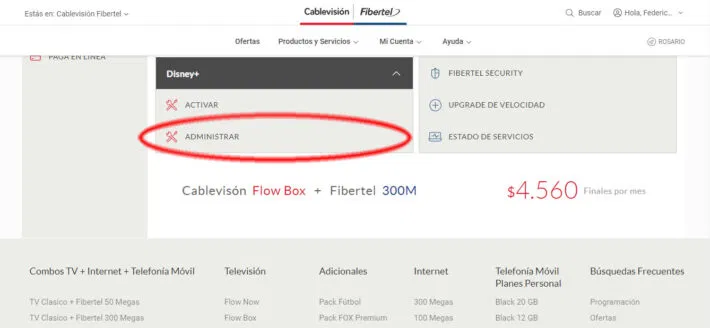 Estás en: Cablevisión Fibertel
Cablevisión Fibertel
Buscar
Hola, Federic...
Ofertas
Productos y Servicios
Mi Cuenta
Ayuda
ROSARIO
PAGA EN LINEA
Disney+
ACTIVAR
ADMINISTRAR
FIBERTEL SECURITY
UPGRADE DE VELOCIDAD
ESTADO DE SERVICIOS
Cablevisón Flow Box + Fibertel 300M
$4.560 Finales por mes
Combos TV + Internet + Telefonía Móvil
TV Clasico + Fibertel 50 Megas
TV Clasico + Fibertel 300 Megas
Televisión
Flow Now
Flow Box
Adicionales
Pack Fútbol
Pack FOX Premium
Internet
300 Megas
100 Megas
Telefonía Móvil
Planes Personal
Black 20 GB
Black 12 GB
Búsquedas Frecuentes
Programación
Ofertas